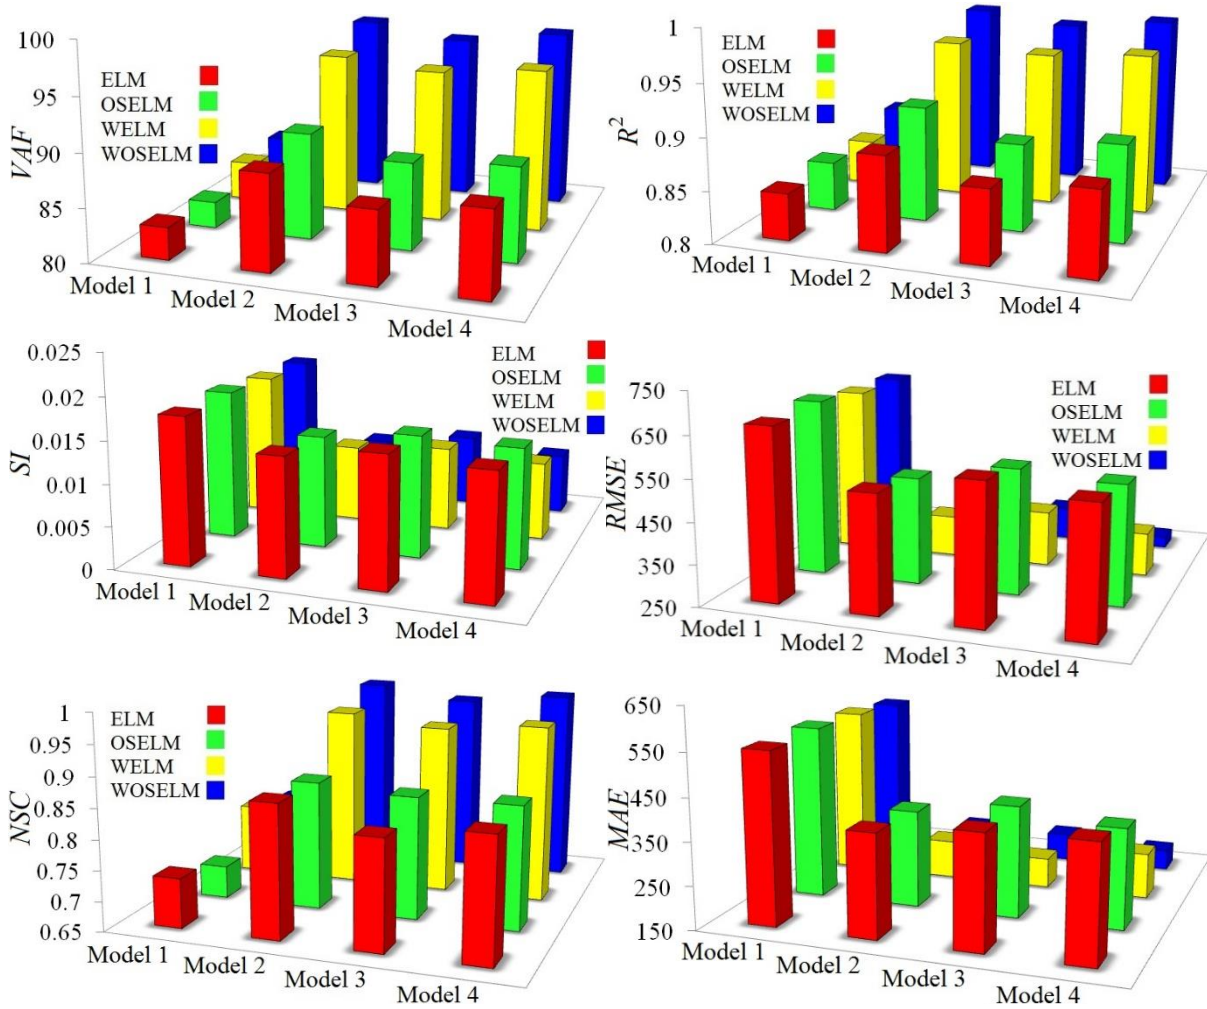 100
95
90
85
80
VAF
ELM
OSELM
WELM
WOSELM
Model 1
Model 2
Model 3
Model 4
1
0.95
0.9
0.85
0.8
R²
ELM
OSELM
WELM
WOSELM
Model 1
Model 2
Model 3
Model 4
0.025
0.02
0.015
0.01
0.005
0
SI
ELM
OSELM
WELM
WOSELM
Model 1
Model 2
Model 3
Model 4
750
650
550
450
350
250
RMSE
ELM
OSELM
WELM
WOSELM
Model 1
Model 2
Model 3
Model 4
1
0.95
0.9
0.85
0.8
0.75
0.7
0.65
NSC
ELM
OSELM
WELM
WOSELM
Model 1
Model 2
Model 3
Model 4
650
550
450
350
250
150
MAE
Model 1
Model 2
Model 3
Model 4